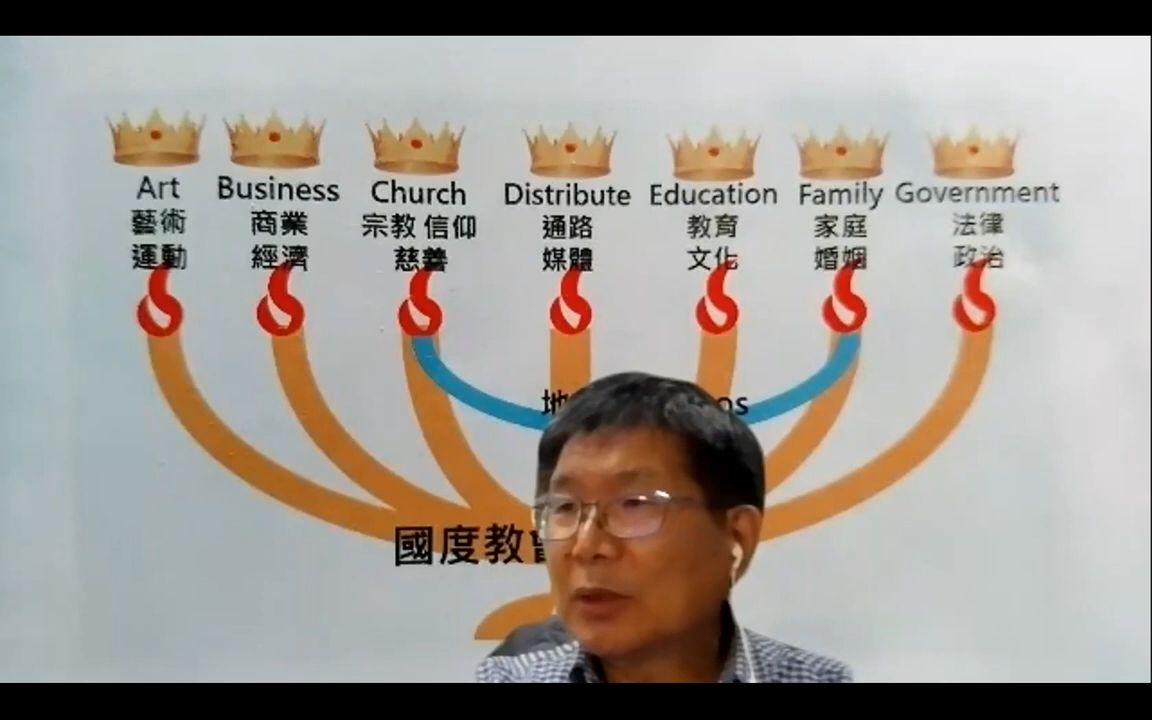 Art Business Church Distribute Education Family Government
藝術 商業 宗教 信仰 通路 教育 家庭 法律
運動 經濟 慈善 媒體 文化 婚姻 政治
地 os
國度教